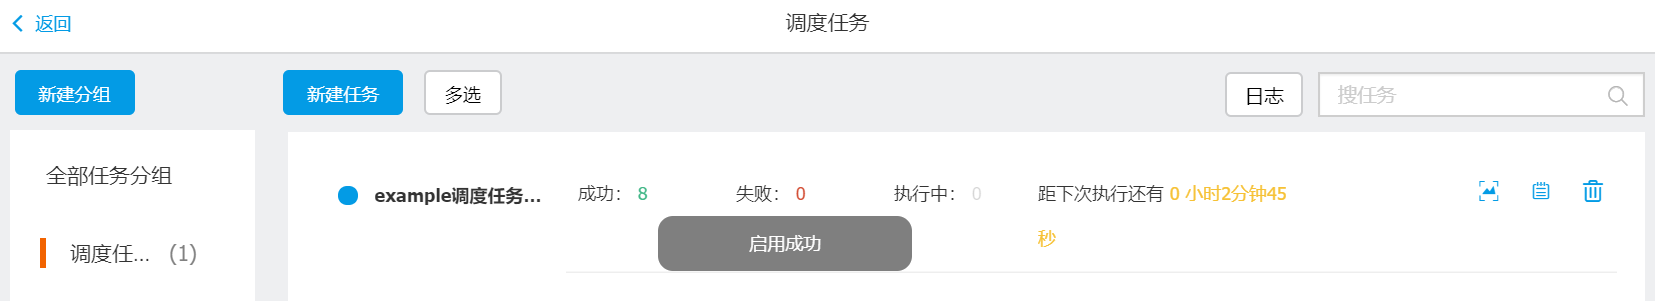 返回
调度任务
新建分组
新建任务
多选
日志
搜任务
全部任务分组
调度任... (1)
example调度任务...
成功： 8
失败： 0
执行中： 0
距下次执行还有 0 小时2分钟45
秒
启用成功